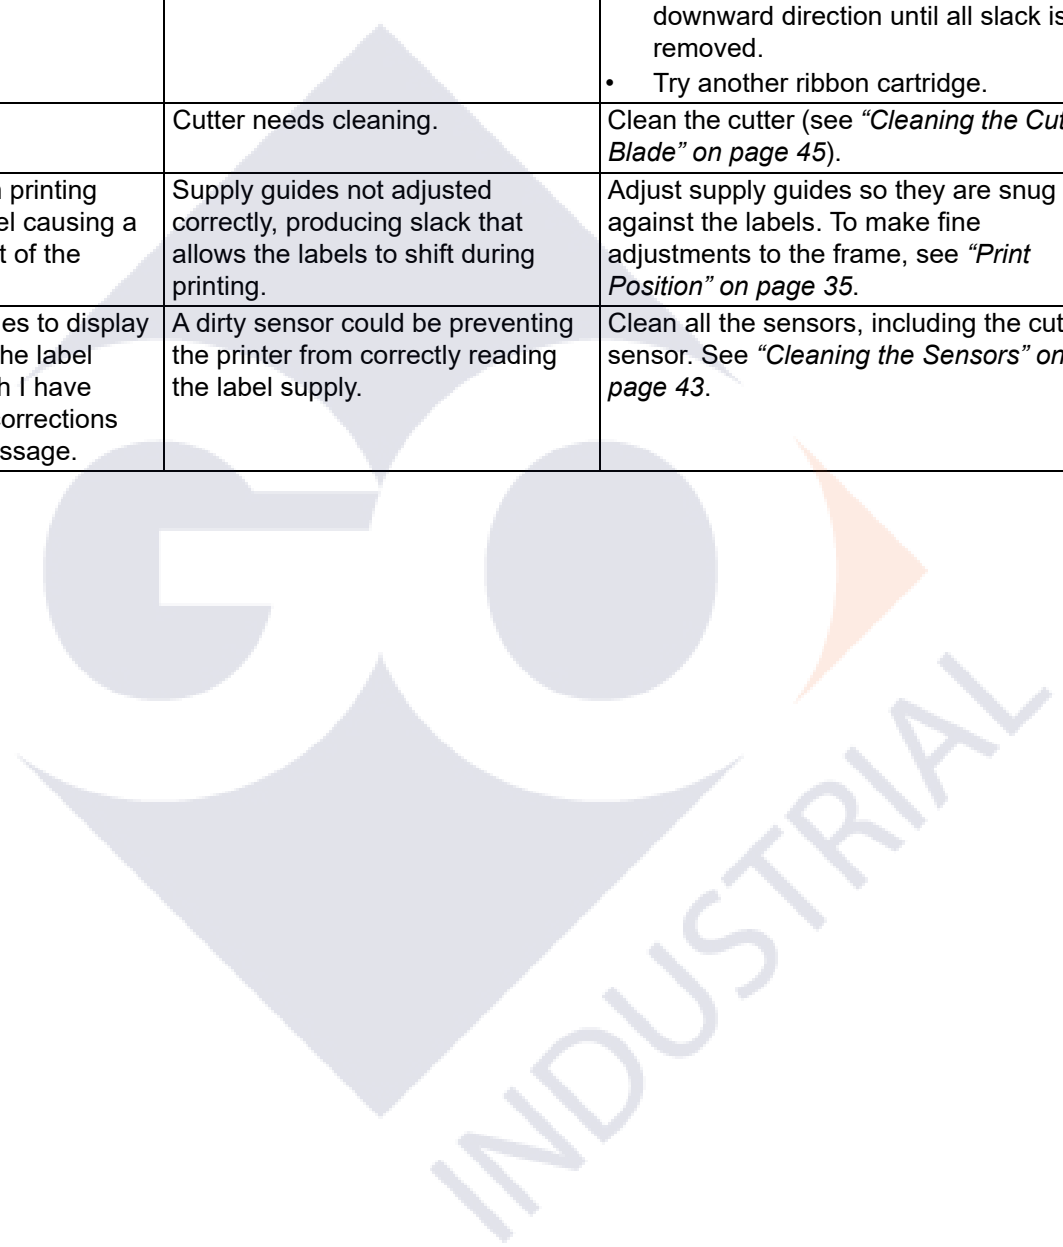 downward direction until all slack is
removed.
• Try another ribbon cartridge.
Cutter needs cleaning.
Clean the cutter (see “Cleaning the Cut
Blade” on page 45).
printing
el causing a
t of the
Supply guides not adjusted
correctly, producing slack that
allows the labels to shift during
printing.
Adjust supply guides so they are snug
against the labels. To make fine
adjustments to the frame, see “Print
Position” on page 35.
es to display
he label
h I have
orrections
ssage.
A dirty sensor could be preventing
the printer from correctly reading
the label supply.
Clean all the sensors, including the cut
sensor. See “Cleaning the Sensors” on
page 43.
GO
INDUSTRIAL